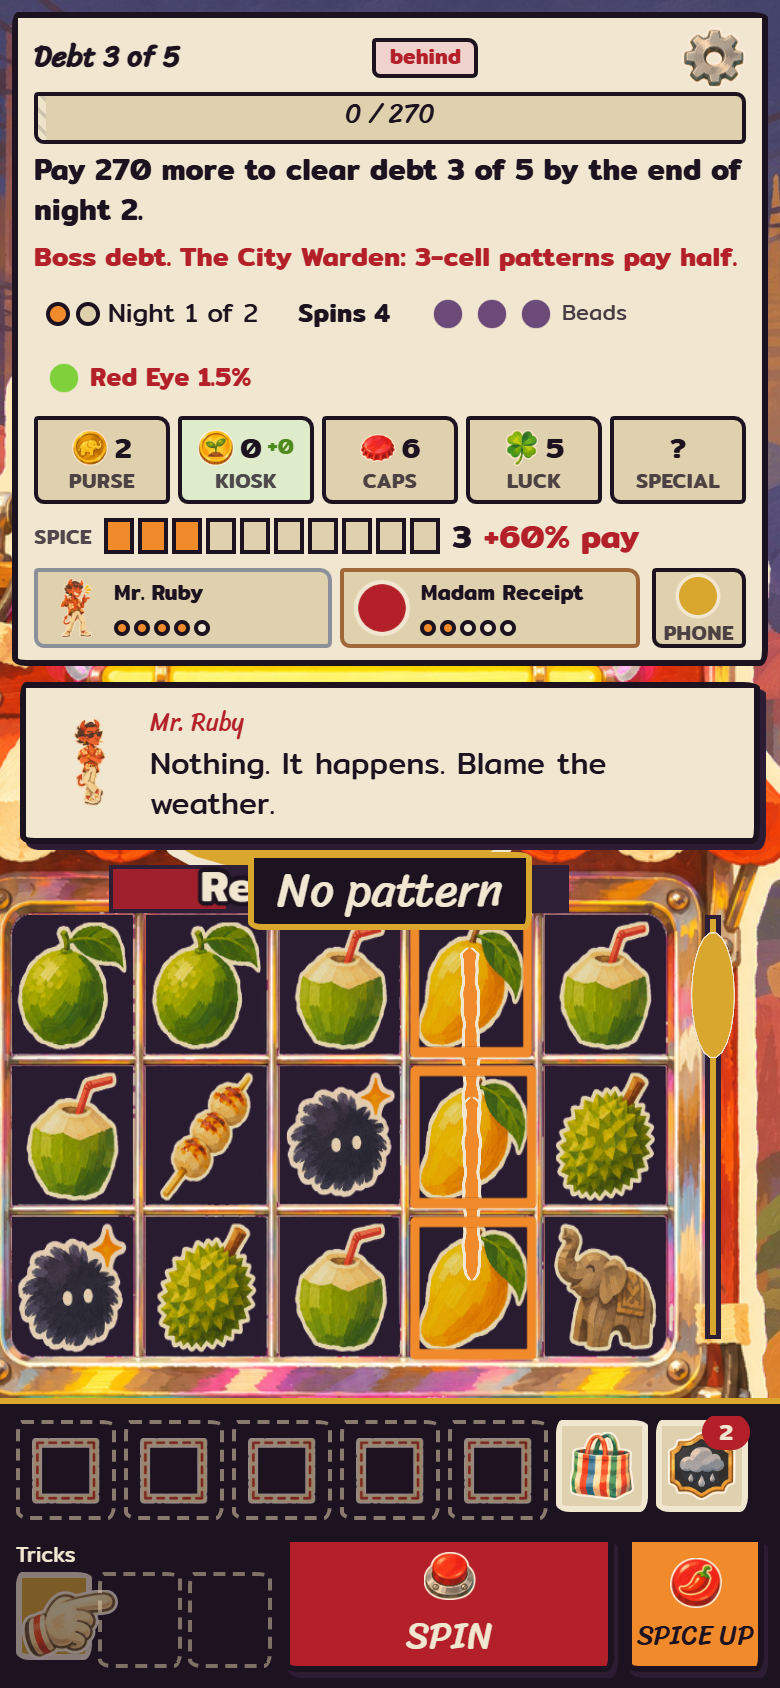 Debt 3 of 5
behind
0 / 270
Pay 270 more to clear debt 3 of 5 by the end of
night 2.
Boss debt. The City Warden: 3-cell patterns pay half.
Night 1 of 2
Spins 4
Beads
Red Eye 1.5%
2
PURSE
0 +0
KIOSK
6
CAPS
5
LUCK
?
SPECIAL
SPICE
3 +60% pay
Mr. Ruby
Madam Receipt
PHONE
Mr. Ruby
Nothing. It happens. Blame the
weather.
Re
No pattern
2
Tricks
SPIN
SPICE UP